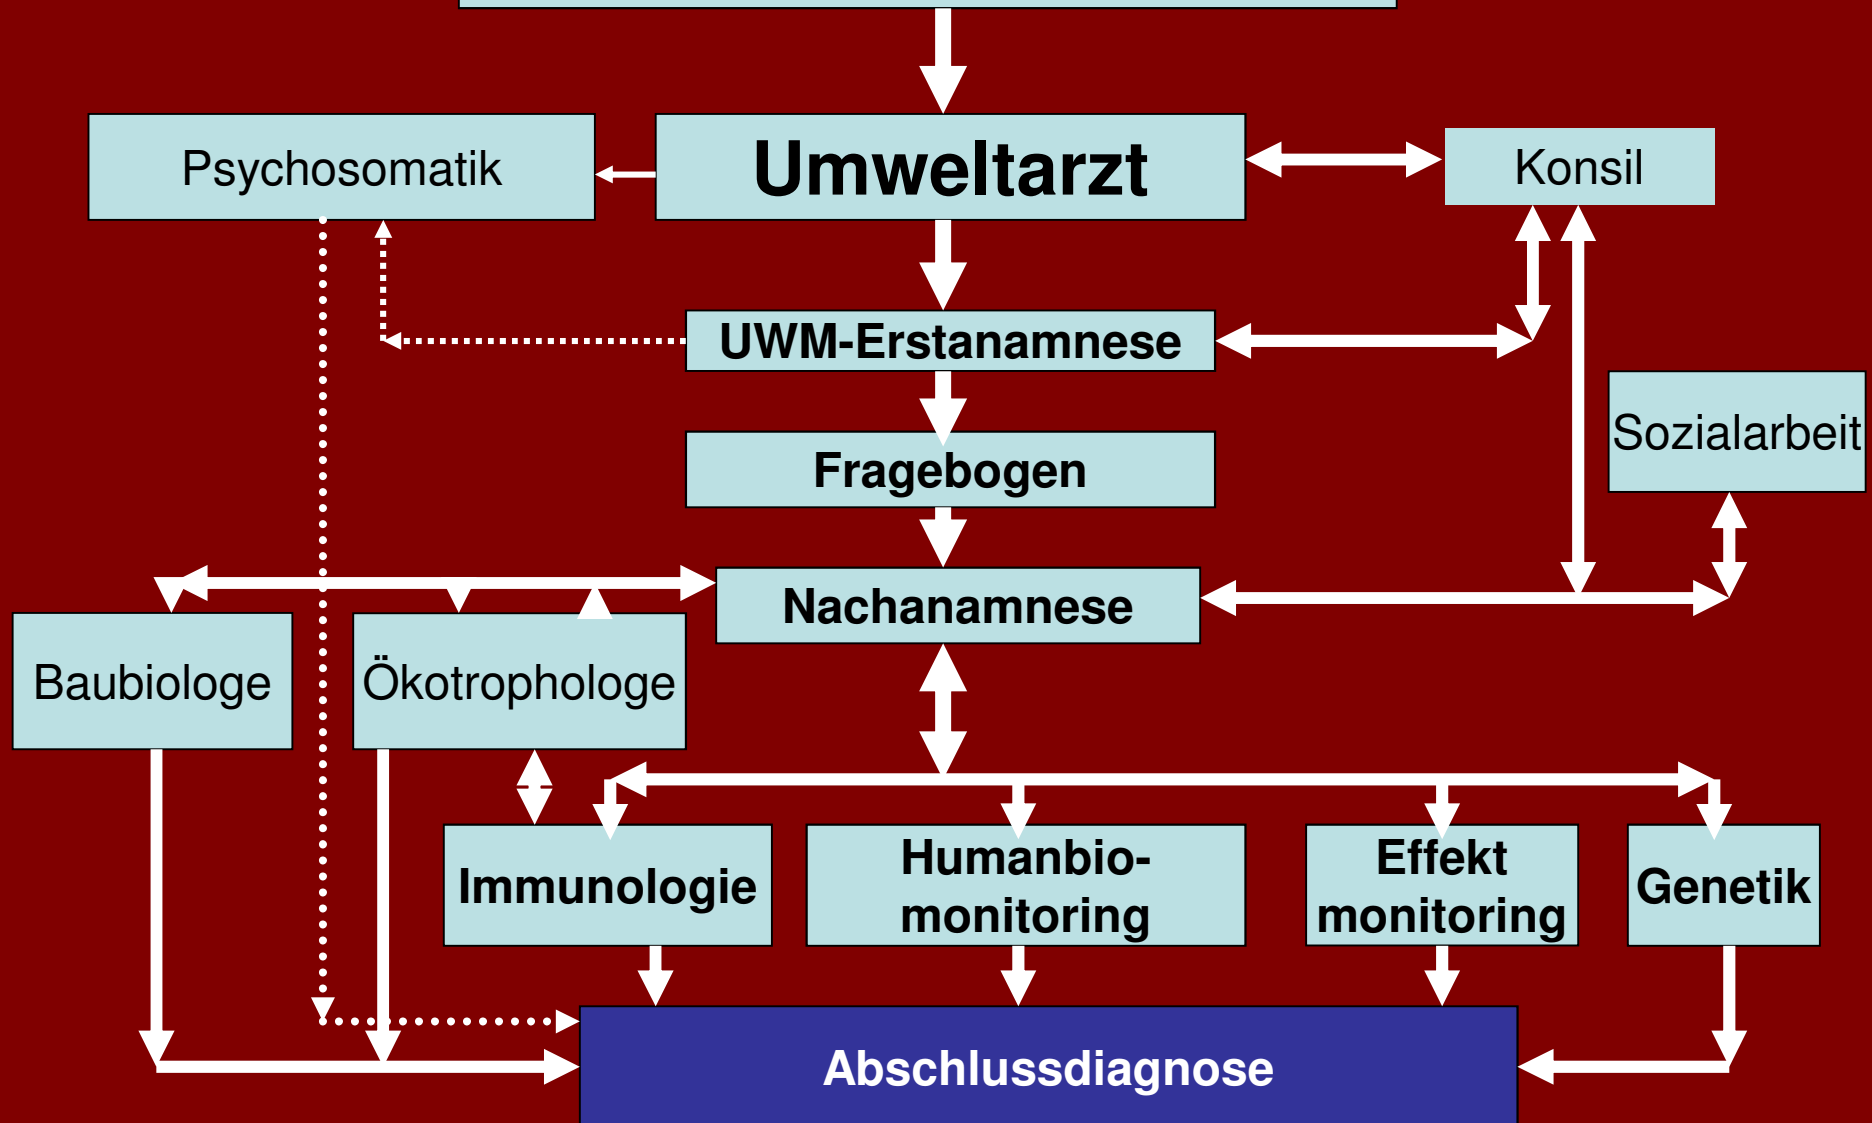 Psychosomatik
Umweltarzt
Konsil
UWM-Erstanamnese
Sozialarbeit
Fragebogen
Nachanamnese
Baubiologe
Ökotrophologe
Immunologie
Humanbio-
monitoring
Effekt
monitoring
Genetik
Abschlussdiagnose